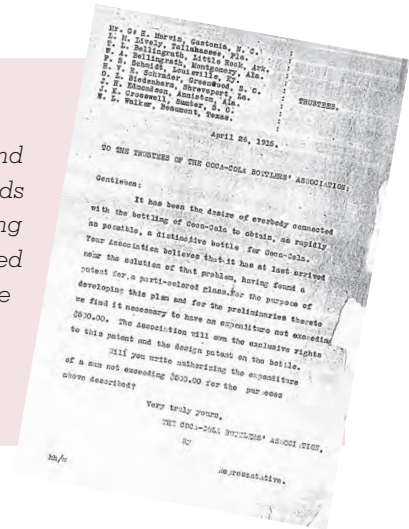 Mr. G. H. Marvin, Gastonia, N. C.
L. H. Lively, Tallahassee, Fla.
T. L. Bellingrath, Little Rock, Ark.
W. A. Bellingrath, Montgomery, Ala.
F. S. Schmidt, Louisville, Ky.
H. V. R. Schrader, Greenwood, S. C.
O. L. Biedenharn, Shreveport, La.
J. H. Edmondson, Anniston, Ala.
J. K. Croswell, Sumter, S. C.
W. L. Walker, Beaumont, Texas.
TRUSTEES.
April 26, 1915.
TO THE TRUSTEES OF THE COCA-COLA BOTTLERS' ASSOCIATION:
Gentlemen:
It has been the desire of everbody connected
with the bottling of Coca-Cola to obtain, as rapidly
as possible, a distinctive bottle for Coca-Cola.
Your Association believes that it has at last arrived
near the solution of that problem, having found a
patent for a parti-colored glass. For the purpose of
developing this plan and for the preliminaries thereto
we find it necessary to have an expenditure not exceeding
$500.00. The Association will own the exclusive rights
to this patent and the design patent on the bottle.
Will you write authorizing the expenditure
of a sum not exceeding $500.00 for the purposes
above described?
Very truly yours,
THE COCA-COLA BOTTLERS' ASSOCIATION,
By
Representative.
nd
ds
ng
ed
e